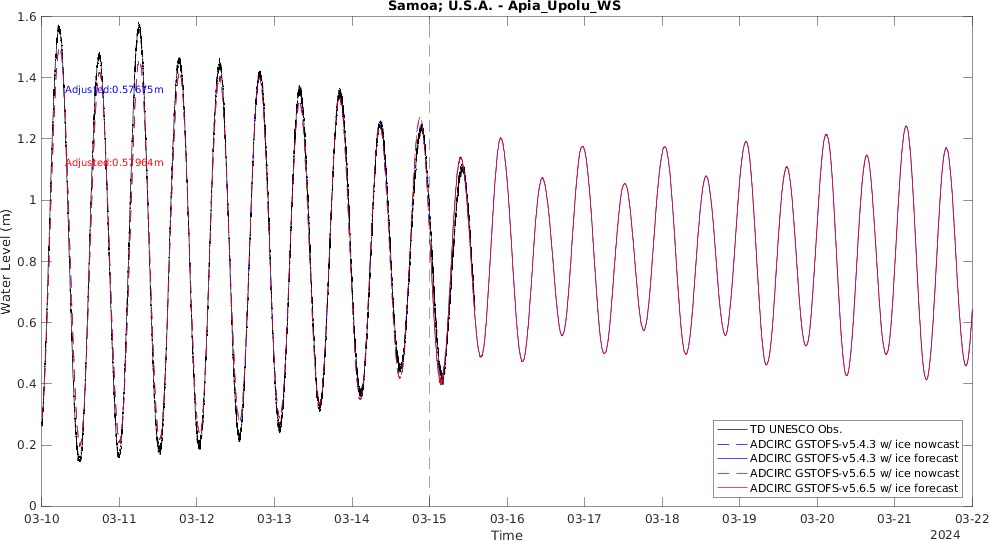 Samoa; U.S.A. - Apia_Upolu_WS
1.6
1.4
Adjusted:0.57675m
1.2
Adjusted:0.57964m
1
Water Level (m)
0.8
0.6
0.4
0.2
0
TD UNESCO Obs.
ADCIRC GSTOFS-v5.4.3 w/ ice nowcast
ADCIRC GSTOFS-v5.4.3 w/ ice forecast
ADCIRC GSTOFS-v5.6.5 w/ ice nowcast
ADCIRC GSTOFS-v5.6.5 w/ ice forecast
03-10 03-11 03-12 03-13 03-14 03-15 03-16 03-17 03-18 03-19 03-20 03-21 03-22
Time
2024